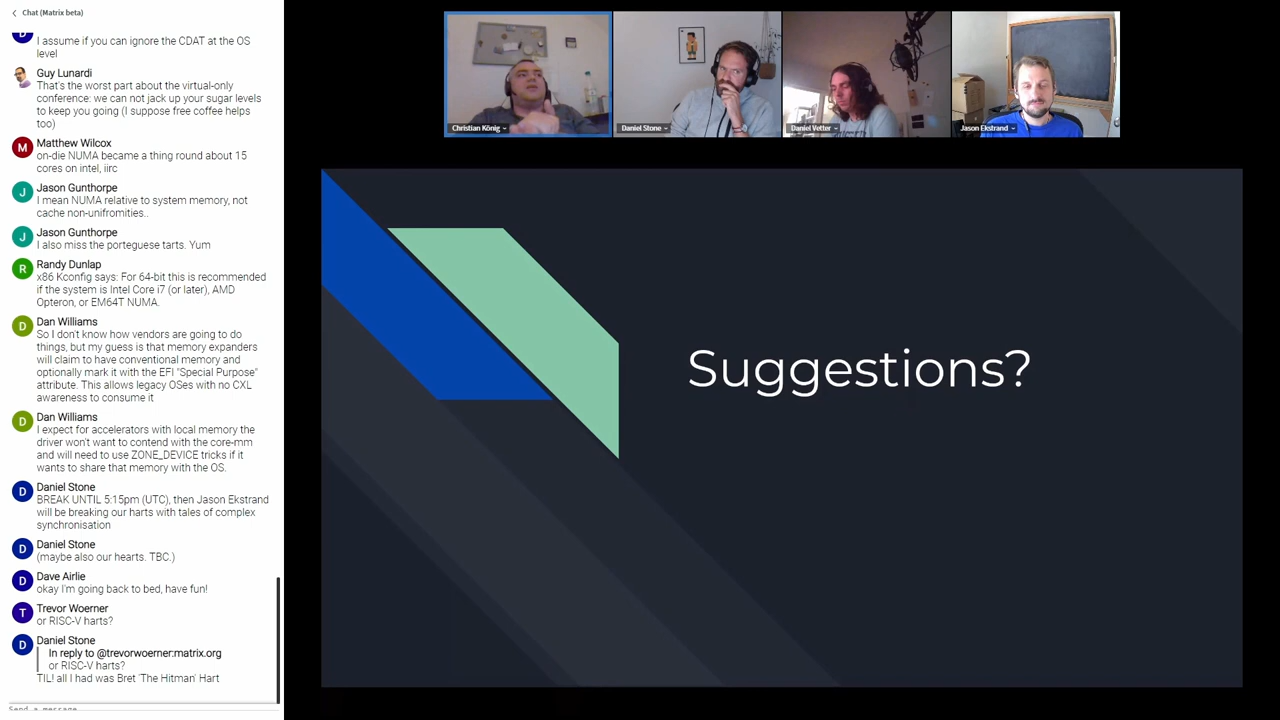 Chat (Matrix beta)
D
I assume if you can ignore the CDAT at the OS
level
Guy Lunardi
That's the worst part about the virtual-only
conference: we can not jack up your sugar levels
to keep you going (I suppose free coffee helps
too)
M
Matthew Wilcox
on-die NUMA became a thing round about 15
cores on intel, iirc
J
Jason Gunthorpe
I mean NUMA relative to system memory, not
cache non-unifromities..
J
Jason Gunthorpe
I also miss the porteguese tarts. Yum
R
Randy Dunlap
x86 Kconfig says: For 64-bit this is recommended
if the system is Intel Core i7 (or later), AMD
Opteron, or EM64T NUMA.
D
Dan Williams
So I don't know how vendors are going to do
things, but my guess is that memory expanders
will claim to have conventional memory and
optionally mark it with the EFI "Special Purpose"
attribute. This allows legacy OSes with no CXL
awareness to consume it
D
Dan Williams
I expect for accelerators with local memory the
driver won't want to contend with the core-mm
and will need to use ZONE_DEVICE tricks if it
wants to share that memory with the OS.
D
Daniel Stone
BREAK UNTIL 5:15pm (UTC), then Jason Ekstrand
will be breaking our harts with tales of complex
synchronisation
D
Daniel Stone
(maybe also our hearts. TBC.)
D
Dave Airlie
okay I'm going back to bed, have fun!
T
Trevor Woerner
or RISC-V harts?
D
Daniel Stone
In reply to @trevorwoerner:matrix.org
or RISC-V harts?
TIL! all I had was Bret 'The Hitman' Hart
Send a message
Christian König
Daniel Stone
Daniel Vetter
Jason Ekstrand
Suggestions?